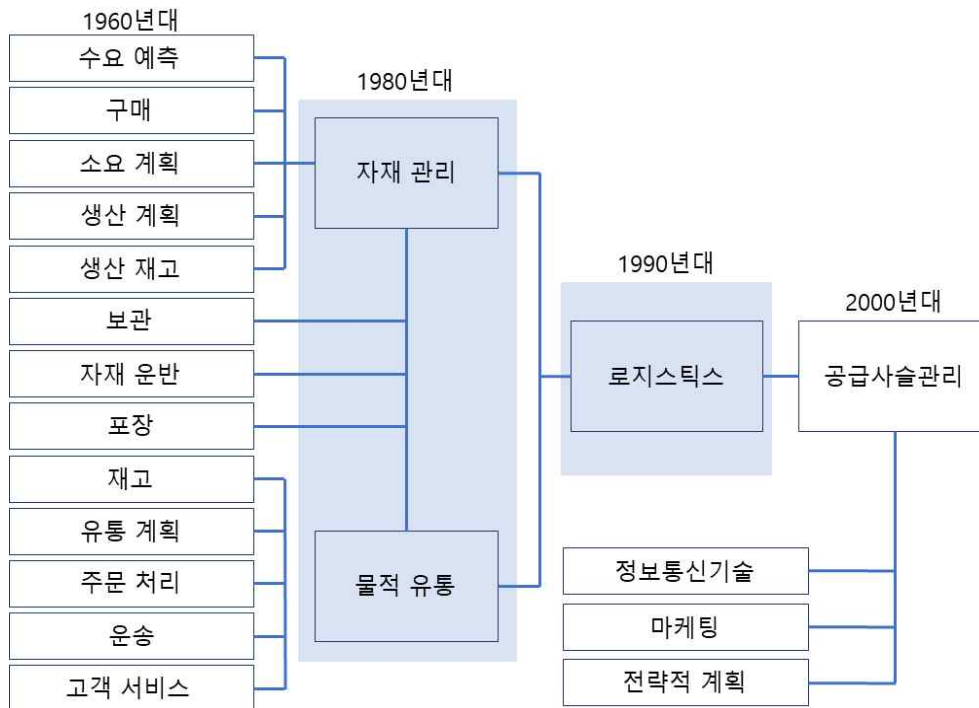 1960년대
수요 예측
구매
소요 계획
생산 계획
생산 재고
보관
자재 운반
포장
재고
유통 계획
주문 처리
운송
고객 서비스
1980년대
자재 관리
물적 유통
1990년대
로지스틱스
2000년대
공급사슬관리
정보통신기술
마케팅
전략적 계획